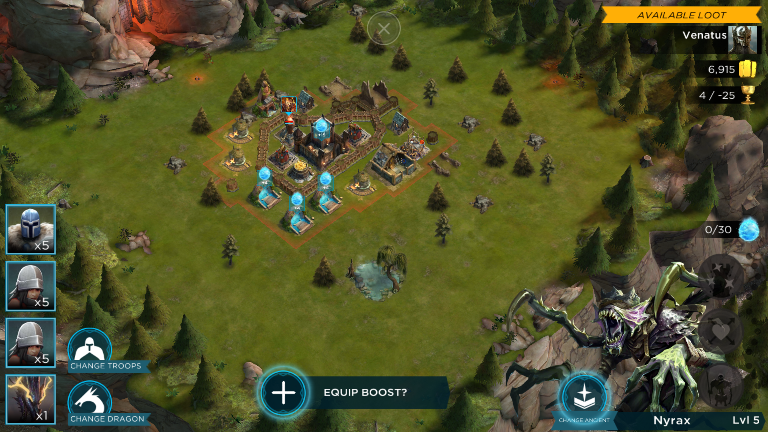 AVAILABLE LOOT
Venatus
6,915
4 / -25
0/30
x5
x5
x5
x1
CHANGE TROOPS
CHANGE DRAGON
EQUIP BOOST?
CHANGE ANCIENT
Nyrax Lvl 5